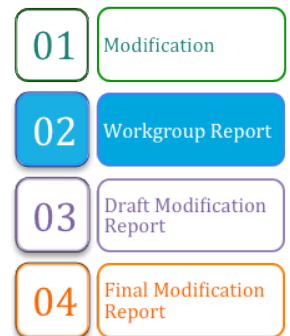 01
Modification
02
Workgroup Report
03
Draft Modification
Report
04
Final Modification
Report